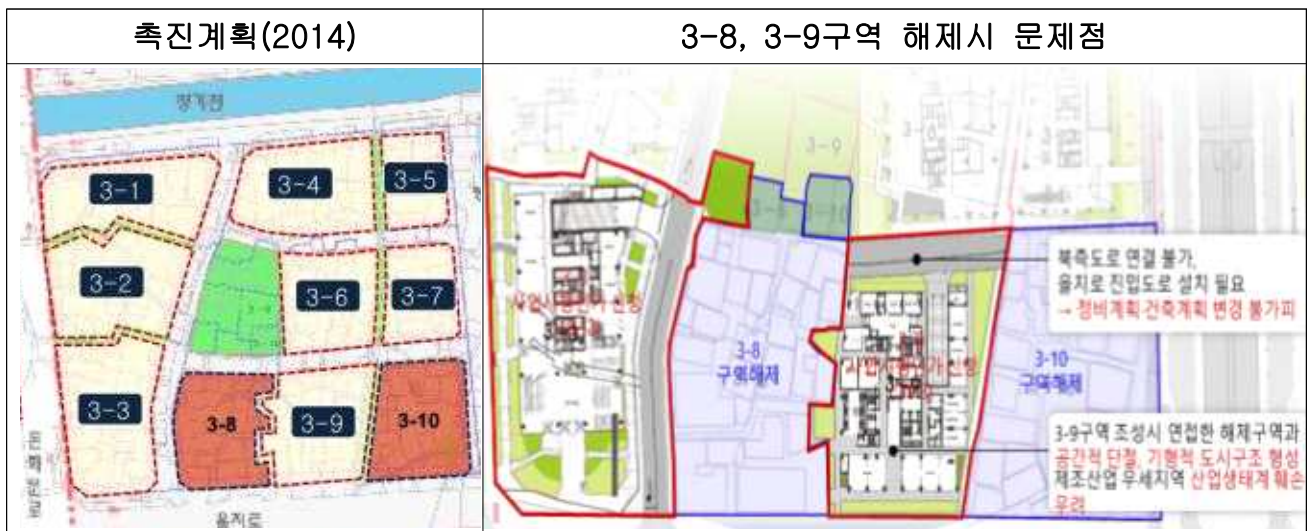 촉진계획(2014)
3-8, 3-9구역 해제시 문제점
청계천
3-1
3-4
3-5
3-2
3-6
3-7
3-3
3-8
3-9
3-10
을지로
3-9
3-10
3-8
구역해제
3-10
구역해제
북측도로 연결 불가,
을지로 진입도로 설치 필요
→ 정비계획·건축계획 변경 불가피
3-9구역 조성시 연접한 해제구역과
공간적 단절, 기형적 도시구조 형성
제조산업 우세지역 산업생태계 훼손
우려